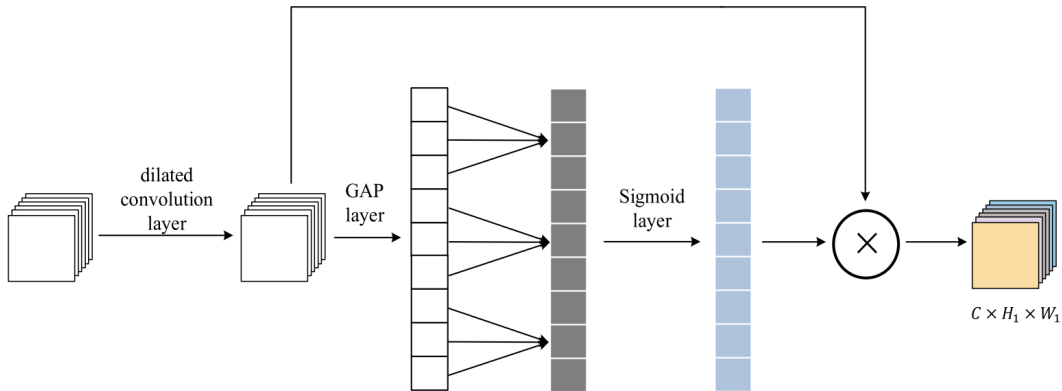 dilated
convolution
layer
GAP
layer
Sigmoid
layer
×
C × H₁ × W₁